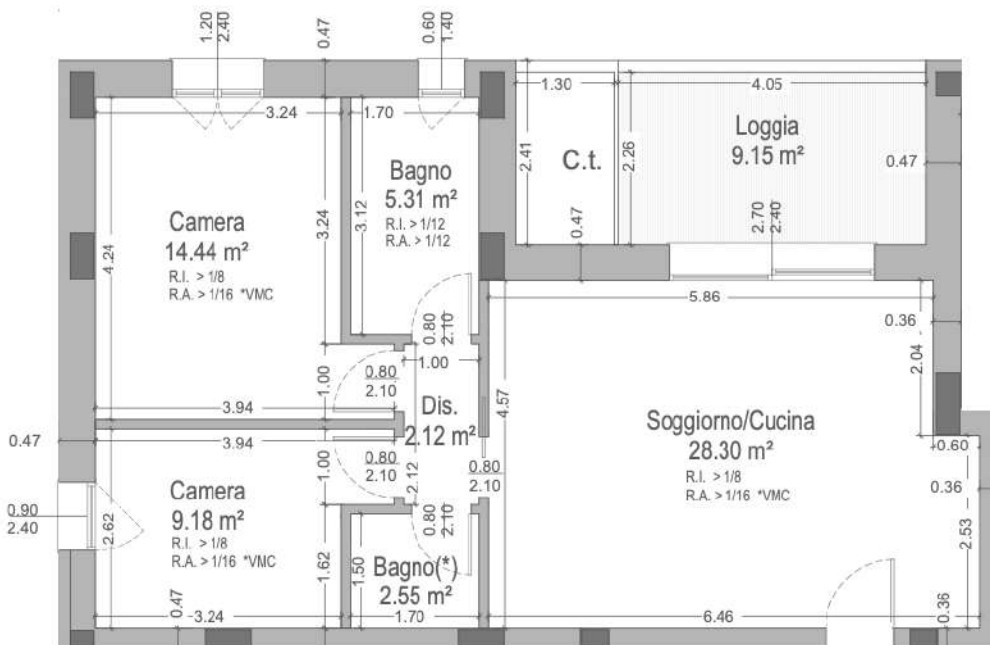 1.20
2.40
0.47
0.60
1.40
3.24
1.70
1.30
4.05
Loggia
9.15 m²
2.41
C.t.
2.26
0.47
Bagno
5.31 m²
R.I. > 1/12
R.A. > 1/12
3.12
Camera
14.44 m²
R.I. > 1/8
R.A. > 1/16 *VMC
4.24
3.24
0.47
2.70
2.40
5.86
0.36
2.04
0.80
2.10
1.00
0.80
2.10
1.00
3.94
Dis.
2.12 m²
4.57
Soggiorno/Cucina
28.30 m²
R.I. > 1/8
R.A. > 1/16 *VMC
0.60
0.47
3.94
1.00
0.80
2.10
2.12
0.80
2.10
0.36
2.53
0.90
2.40
Camera
9.18 m²
R.I. > 1/8
R.A. > 1/16 *VMC
2.62
1.62
0.80
2.10
Bagno(*)
2.55 m²
1.50
0.47
3.24
1.70
6.46
0.36